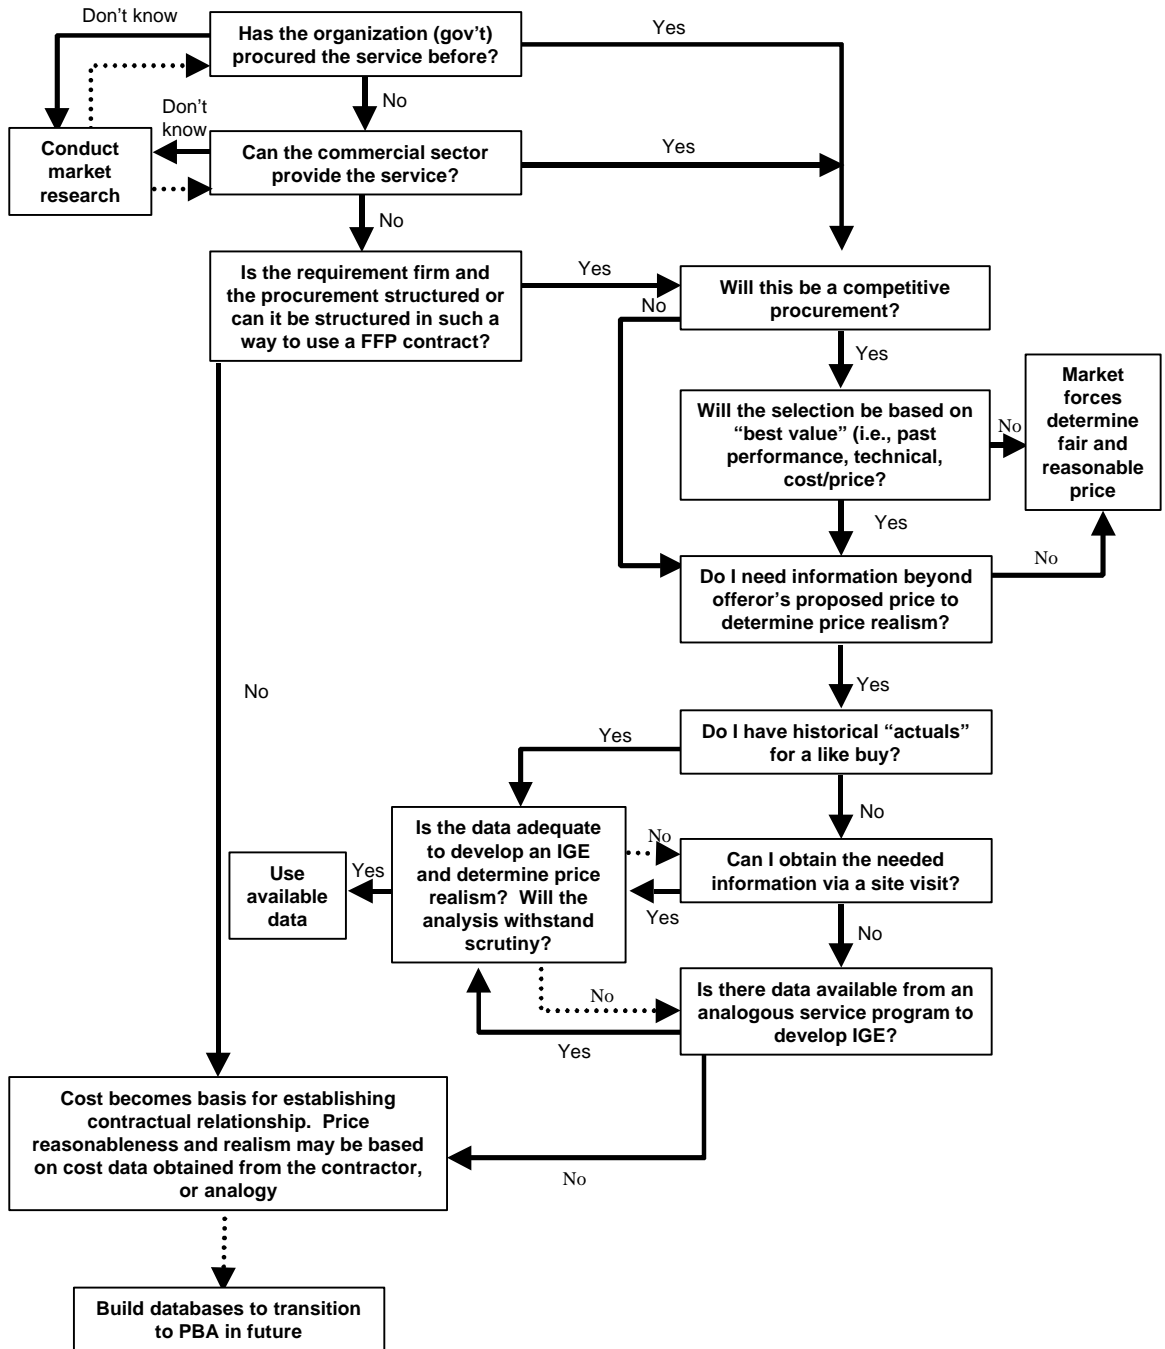 Don't know
Has the organization (gov't)
procured the service before?
Yes
No
Don't
know
Conduct
market
research
Can the commercial sector
provide the service?
Yes
No
Is the requirement firm and
the procurement structured or
can it be structured in such a
way to use a FFP contract?
Yes
No
Will this be a competitive
procurement?
Yes
Will the selection be based on
“best value” (i.e., past
performance, technical,
cost/price?
No
Market
forces
determine
fair and
reasonable
price
Yes
Do I need information beyond
offeror's proposed price to
determine price realism?
No
No
Yes
Do I have historical “actuals”
for a like buy?
Yes
No
Is the data adequate
to develop an IGE
and determine price
realism?  Will the
analysis withstand
scrutiny?
No
Can I obtain the needed
information via a site visit?
Yes
Use
available
data
Yes
No
No
Is there data available from an
analogous service program to
develop IGE?
Yes
Cost becomes basis for establishing
contractual relationship.  Price
reasonableness and realism may be based
on cost data obtained from the contractor,
or analogy
No
Build databases to transition
to PBA in future